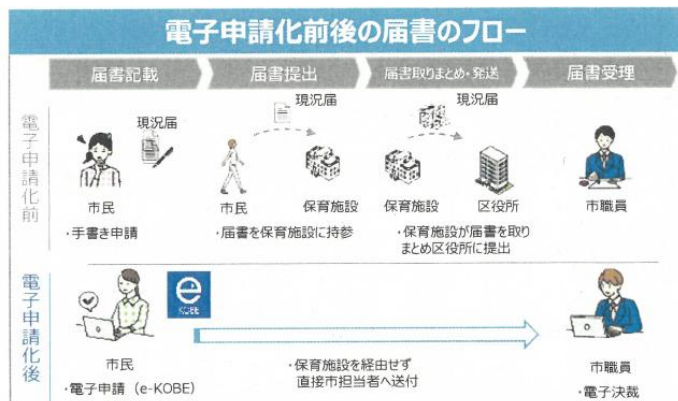 電子申請化前後の届書のフロー
届書記載
届書提出
届書取りまとめ・発送
届書受理
電子申請化前
現況届
市民
・手書き申請
現況届
市民
保育施設
・届書を保育施設に持参
現況届
保育施設
区役所
・保育施設が届書を取り
まとめ区役所に提出
市職員
電子申請化後
e
KOBE
市民
・電子申請（e-KOBE）
・保育施設を経由せず
直接市担当者へ送付
市職員
・電子決裁